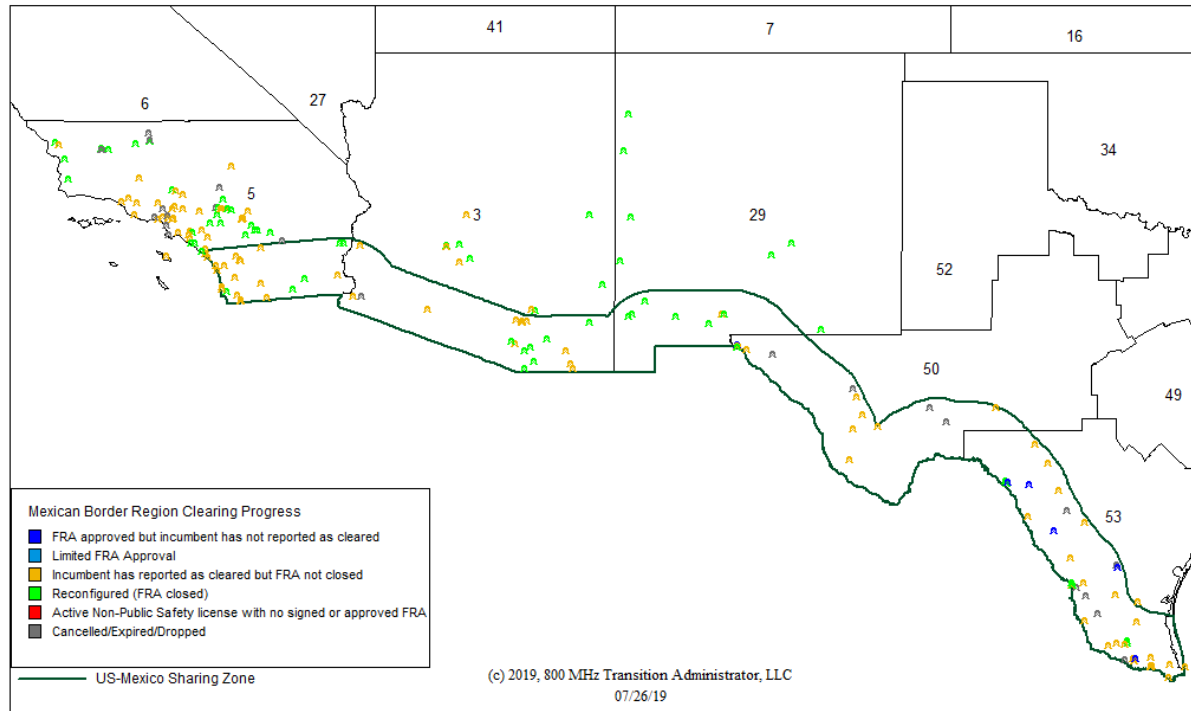 41
7
16
6
27
34
5
3
29
52
50
49
53
Mexican Border Region Clearing Progress
FRA approved but incumbent has not reported as cleared
Limited FRA Approval
Incumbent has reported as cleared but FRA not closed
Reconfigured (FRA closed)
Active Non-Public Safety license with no signed or approved FRA
Cancelled/Expired/Dropped
US-Mexico Sharing Zone
(c) 2019, 800 MHz Transition Administrator, LLC
07/26/19